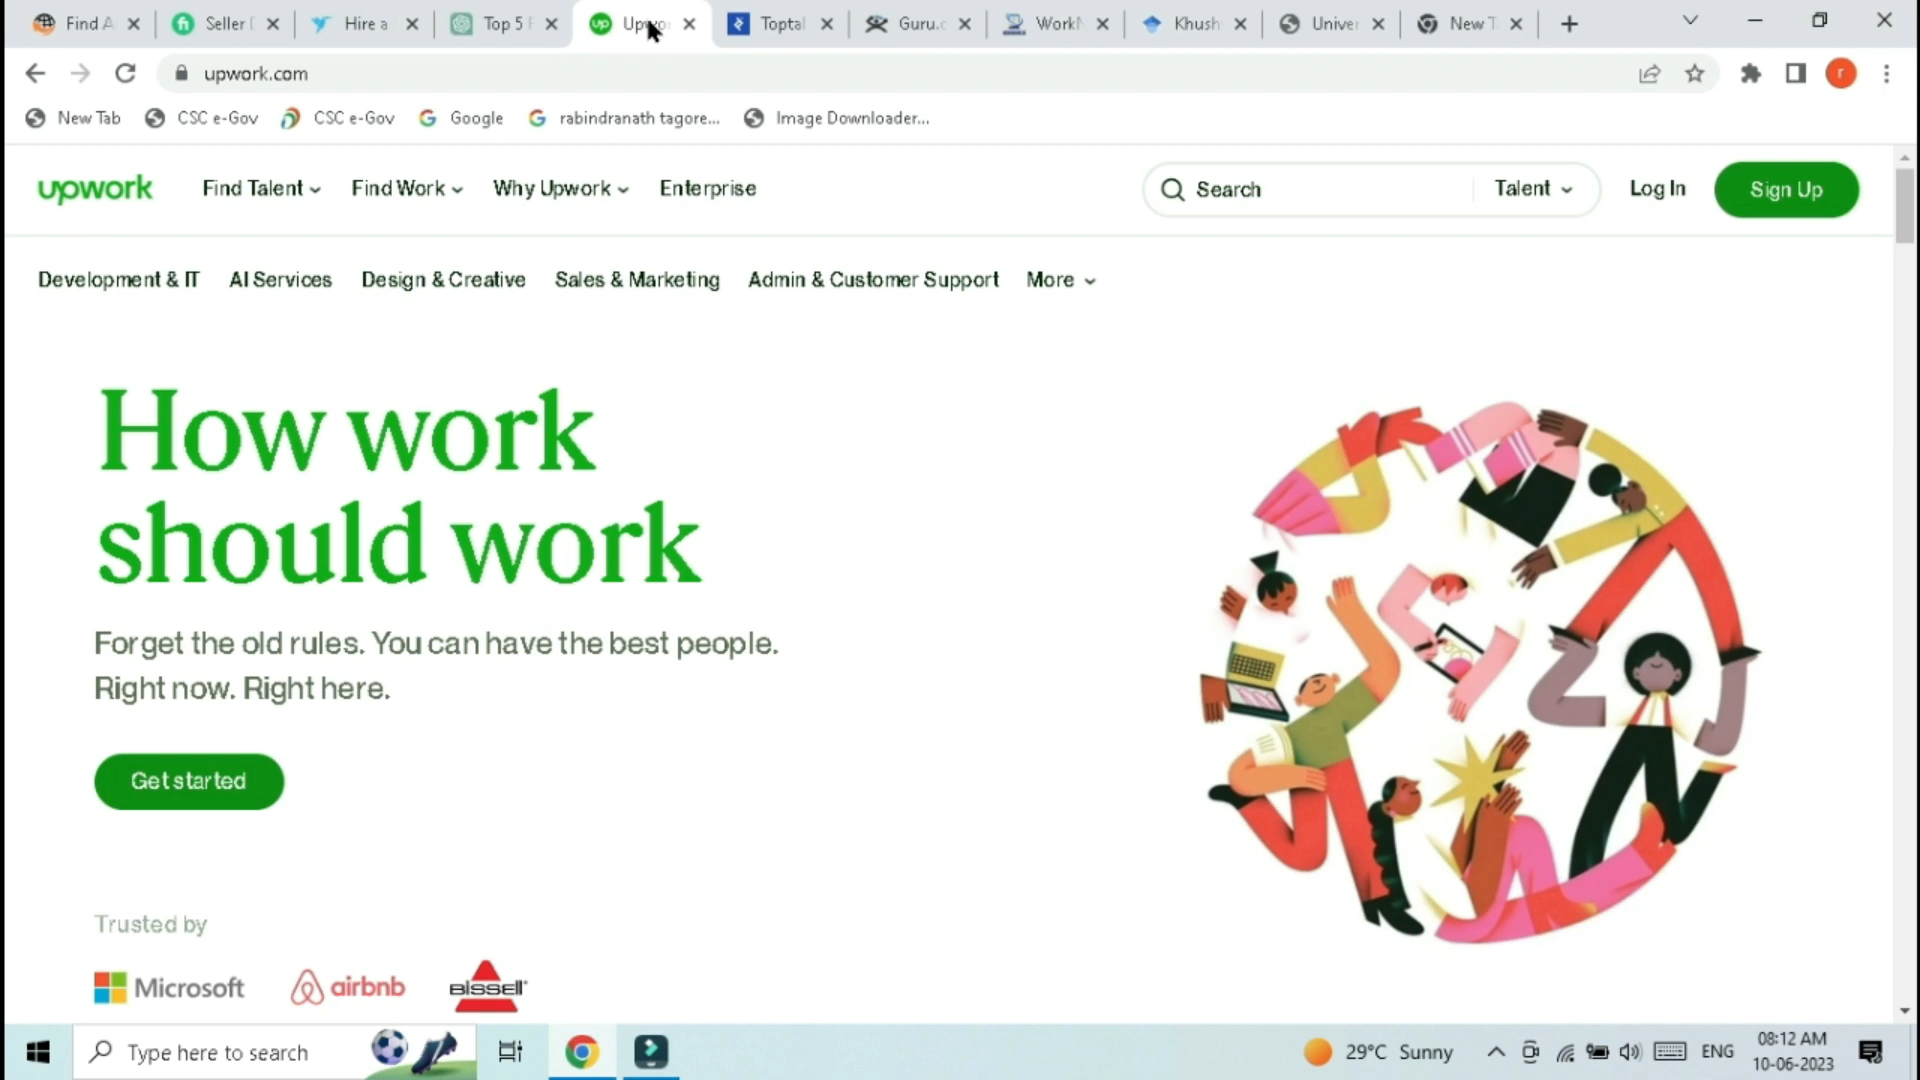 Find A
Seller
Hire a
Top 5 F
Upwo
Toptal
Guru.c
Work
Khush
Univer
New T
upwork.com
r
New Tab
CSC e-Gov
CSC e-Gov
Google
rabindranath tagore...
Image Downloader...
upwork
Find Talent
Find Work
Why Upwork
Enterprise
Search
Talent
Log In
Sign Up
Development & IT
AI Services
Design & Creative
Sales & Marketing
Admin & Customer Support
More
How work
should work
Forget the old rules. You can have the best people.
Right now. Right here.
Get started
Trusted by
Microsoft
airbnb
BISSELL
Type here to search
29°C Sunny
ENG
08:12 AM
10-06-2023